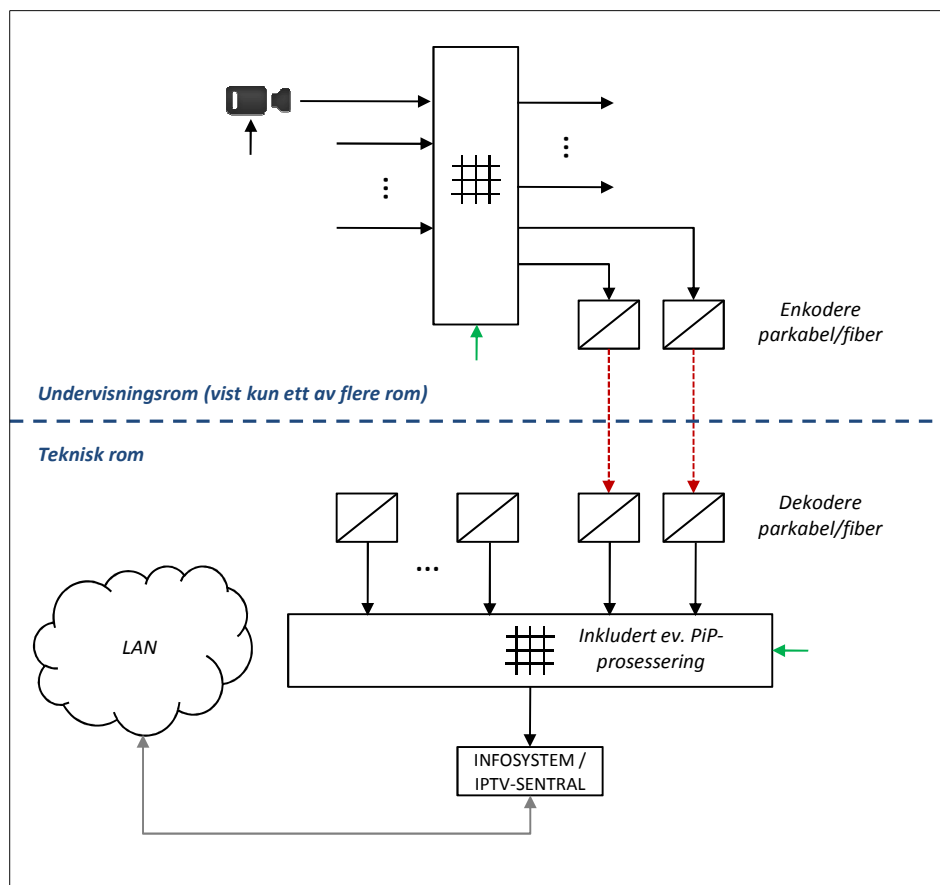 Enkodere
parkabel/fiber
Undervisningsrom (vist kun ett av flere rom)
Teknisk rom
Dekodere
parkabel/fiber
LAN
Inkludert ev. PiP-
prosessering
INFOSYSTEM /
IPTV-SENTRAL